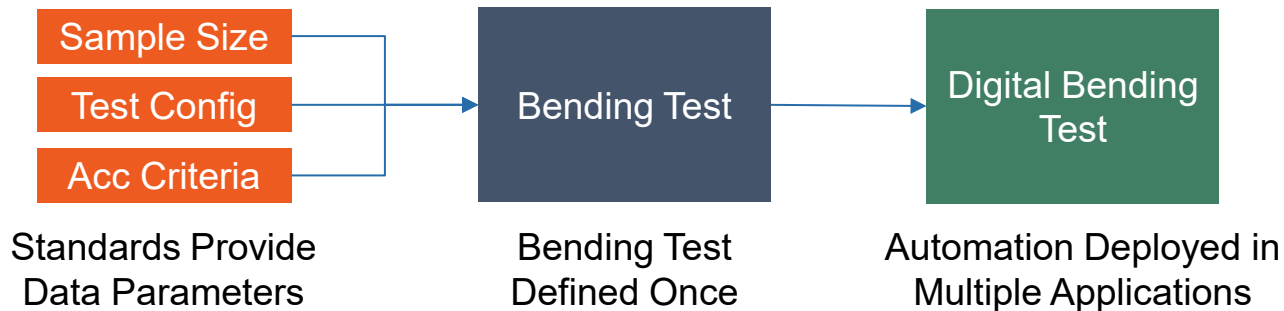 Sample Size
Test Config
Acc Criteria
Standards Provide
Data Parameters
Bending Test
Bending Test
Defined Once
Digital Bending
Test
Automation Deployed in
Multiple Applications